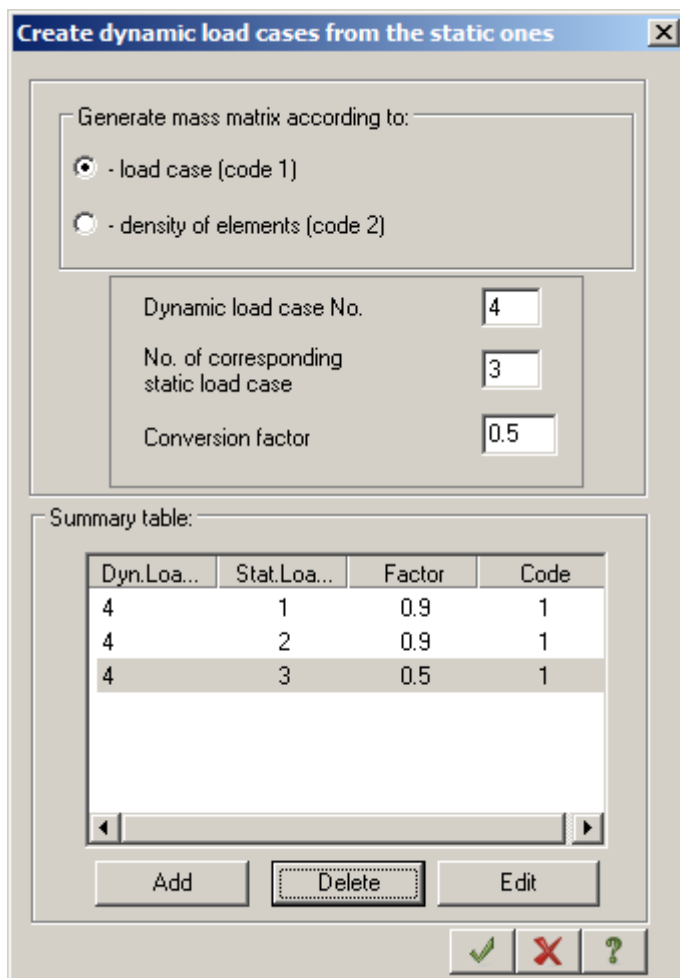 Create dynamic load cases from the static ones
Generate mass matrix according to:
- load case (code 1)
- density of elements (code 2)
Dynamic load case No. 4
No. of corresponding
static load case 3
Conversion factor 0.5
Summary table:
Dyn.Loa... Stat.Loa... Factor Code
4 1 0.9 1
4 2 0.9 1
4 3 0.5 1
Add Delete Edit
?